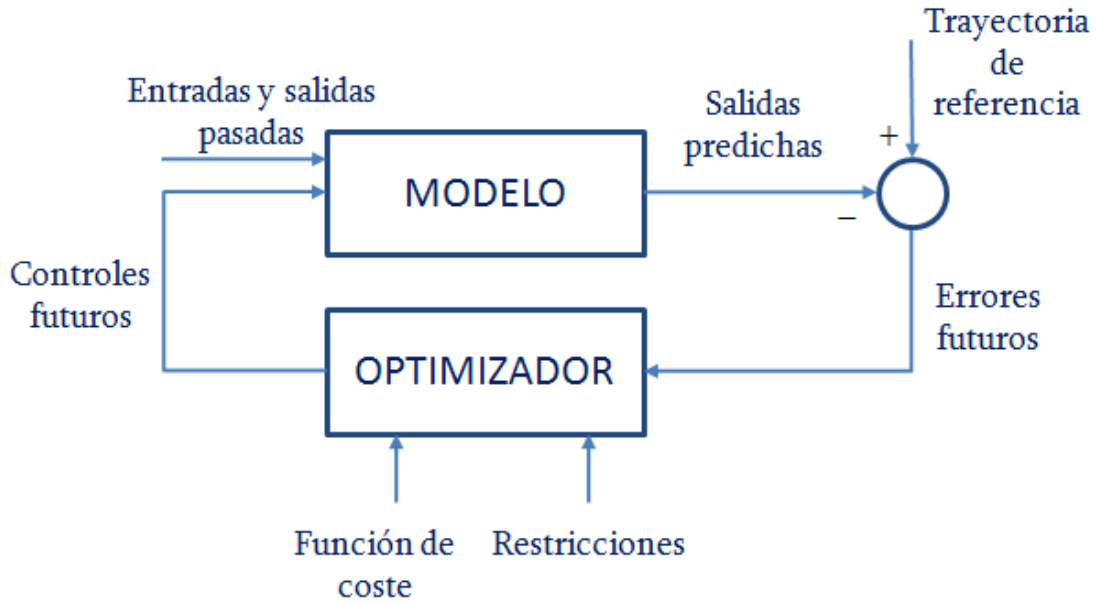 Trayectoria
de
referencia
Entradas y salidas
pasadas
Salidas
predichas
+
MODELO
−
Controles
futuros
Errores
futuros
OPTIMIZADOR
Función de
coste
Restricciones